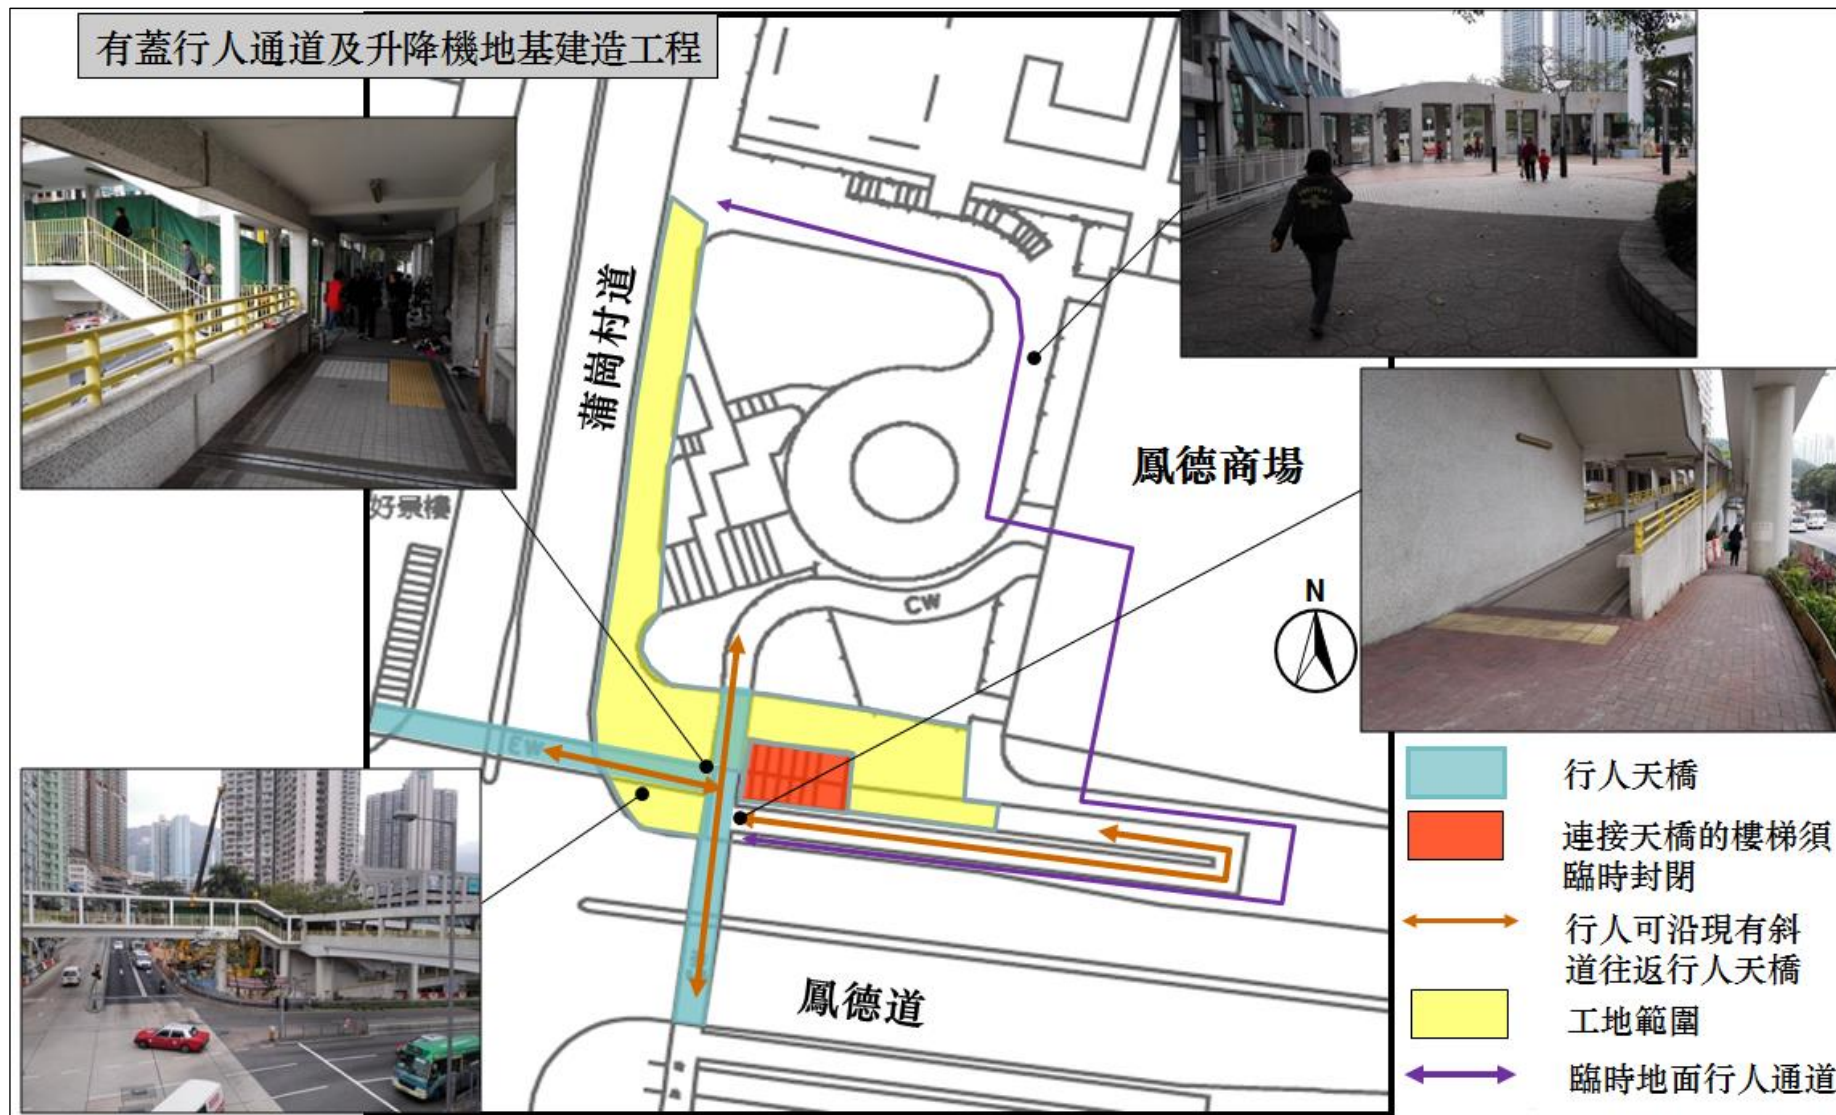 有蓋行人通道及升降機地基建造工程
蒲崗村道
鳳德商場
好景樓
CW
N
EW
鳳德道
行人天橋
連接天橋的樓梯須
臨時封閉
行人可沿現有斜
道往返行人天橋
工地範圍
臨時地面行人通道